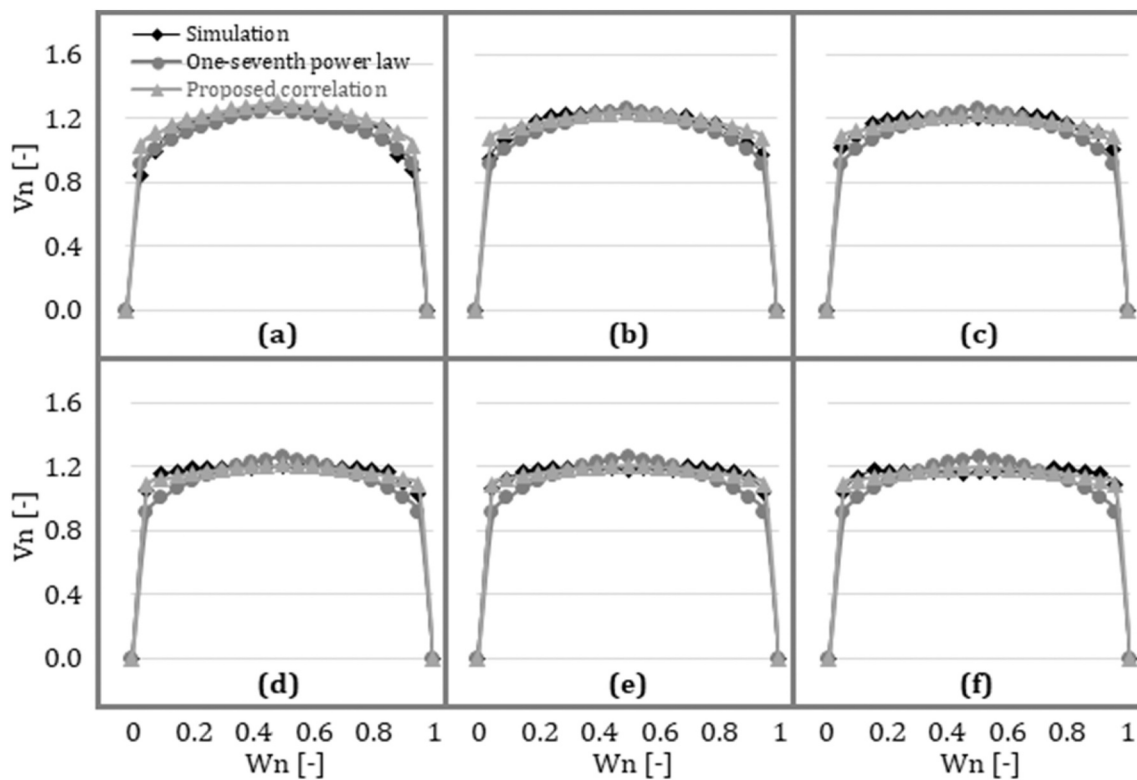 Simulation
One-seventh power law
Proposed correlation
Vn [-]
1.6
1.2
0.8
0.4
0.0
(a)
(b)
(c)
Vn [-]
1.6
1.2
0.8
0.4
0.0
(d)
(e)
(f)
0 0.2 0.4 0.6 0.8 1
0 0.2 0.4 0.6 0.8 1
0 0.2 0.4 0.6 0.8 1
Wn [-]
Wn [-]
Wn [-]